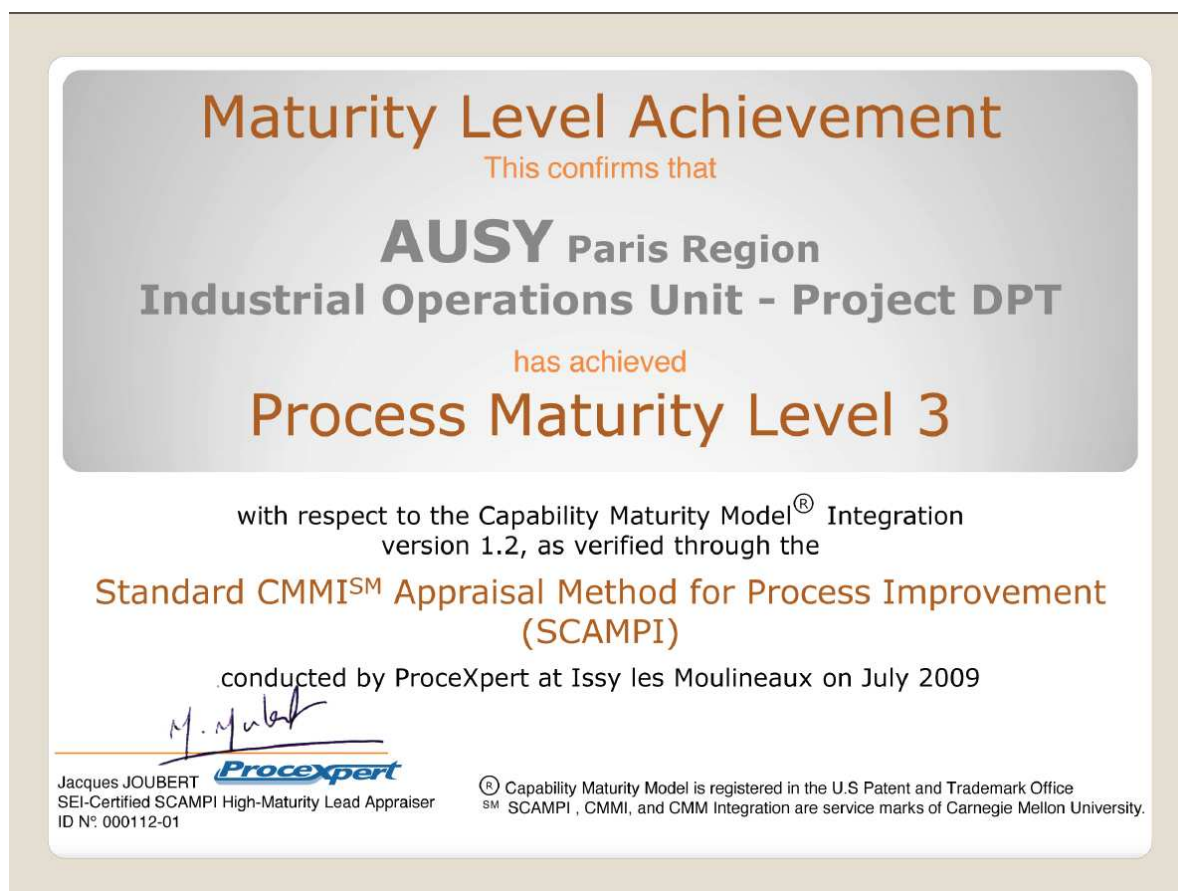 Maturity Level Achievement
This confirms that
AUSY Paris Region
Industrial Operations Unit - Project DPT
has achieved
Process Maturity Level 3
with respect to the Capability Maturity Model® Integration
version 1.2, as verified through the
Standard CMMI℠ Appraisal Method for Process Improvement
(SCAMPI)
conducted by ProceXpert at Issy les Moulineaux on July 2009
Procexpert
Jacques JOUBERT
SEI-Certified SCAMPI High-Maturity Lead Appraiser
ID Nº. 000112-01
® Capability Maturity Model is registered in the U.S Patent and Trademark Office
SM SCAMPI , CMMI, and CMM Integration are service marks of Carnegie Mellon University.